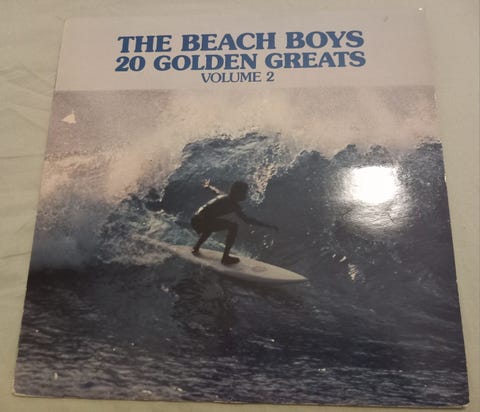 THE BEACH BOYS
20 GOLDEN GREATS
VOLUME 2